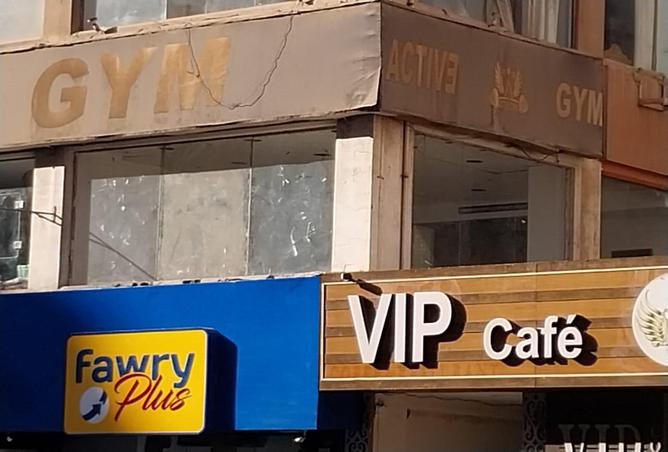 GYM
ACTIVE
GYM
fawry
Plus
VIP Café